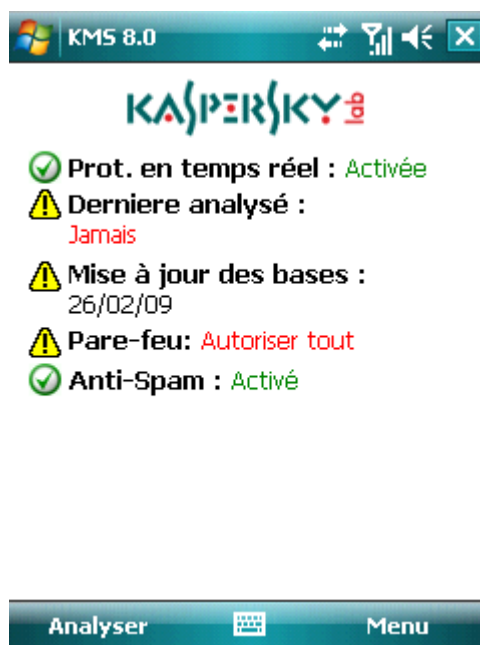 KMS 8.0
KASPERSKY lab
Prot. en temps réel : Activée
Derniere analysé :
Jamais
Mise à jour des bases :
26/02/09
Pare-feu: Autoriser tout
Anti-Spam : Activé
Analyser Menu